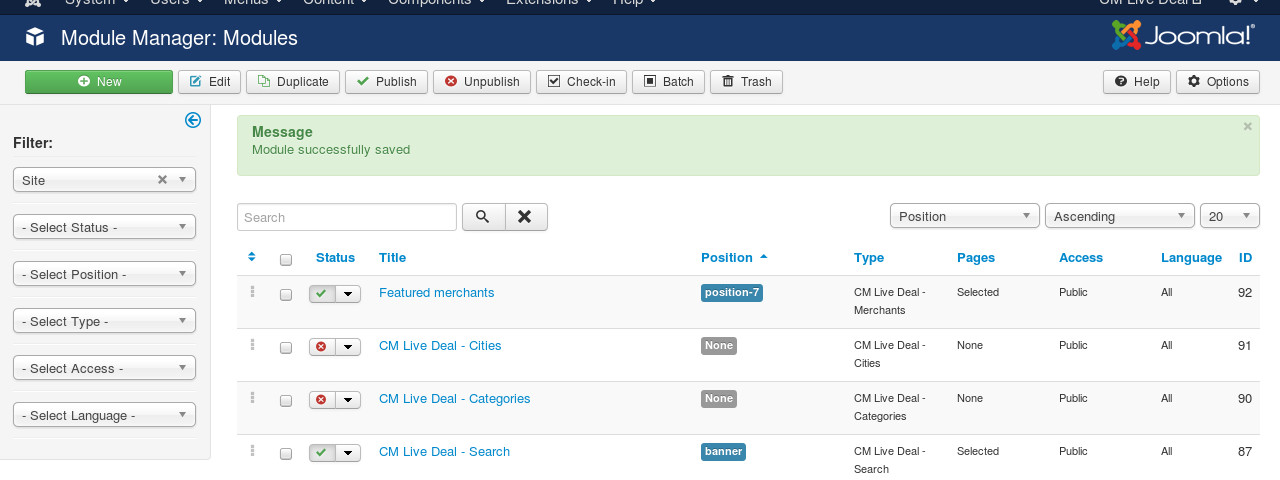 System Users Menus Content Components Extensions Help CM Live Deal
Module Manager: Modules Joomla!®
New Edit Duplicate Publish Unpublish Check-in Batch Trash Help Options
Filter:
Site
- Select Status -
- Select Position -
- Select Type -
- Select Access -
- Select Language -
Message ×
Module successfully saved
Search Position Ascending 20
Status Title Position Type Pages Access Language ID
Featured merchants position-7 CM Live Deal - Selected Public All 92
Merchants
CM Live Deal - Cities None CM Live Deal - None Public All 91
Cities
CM Live Deal - Categories None CM Live Deal - None Public All 90
Categories
CM Live Deal - Search banner CM Live Deal - Selected Public All 87
Search